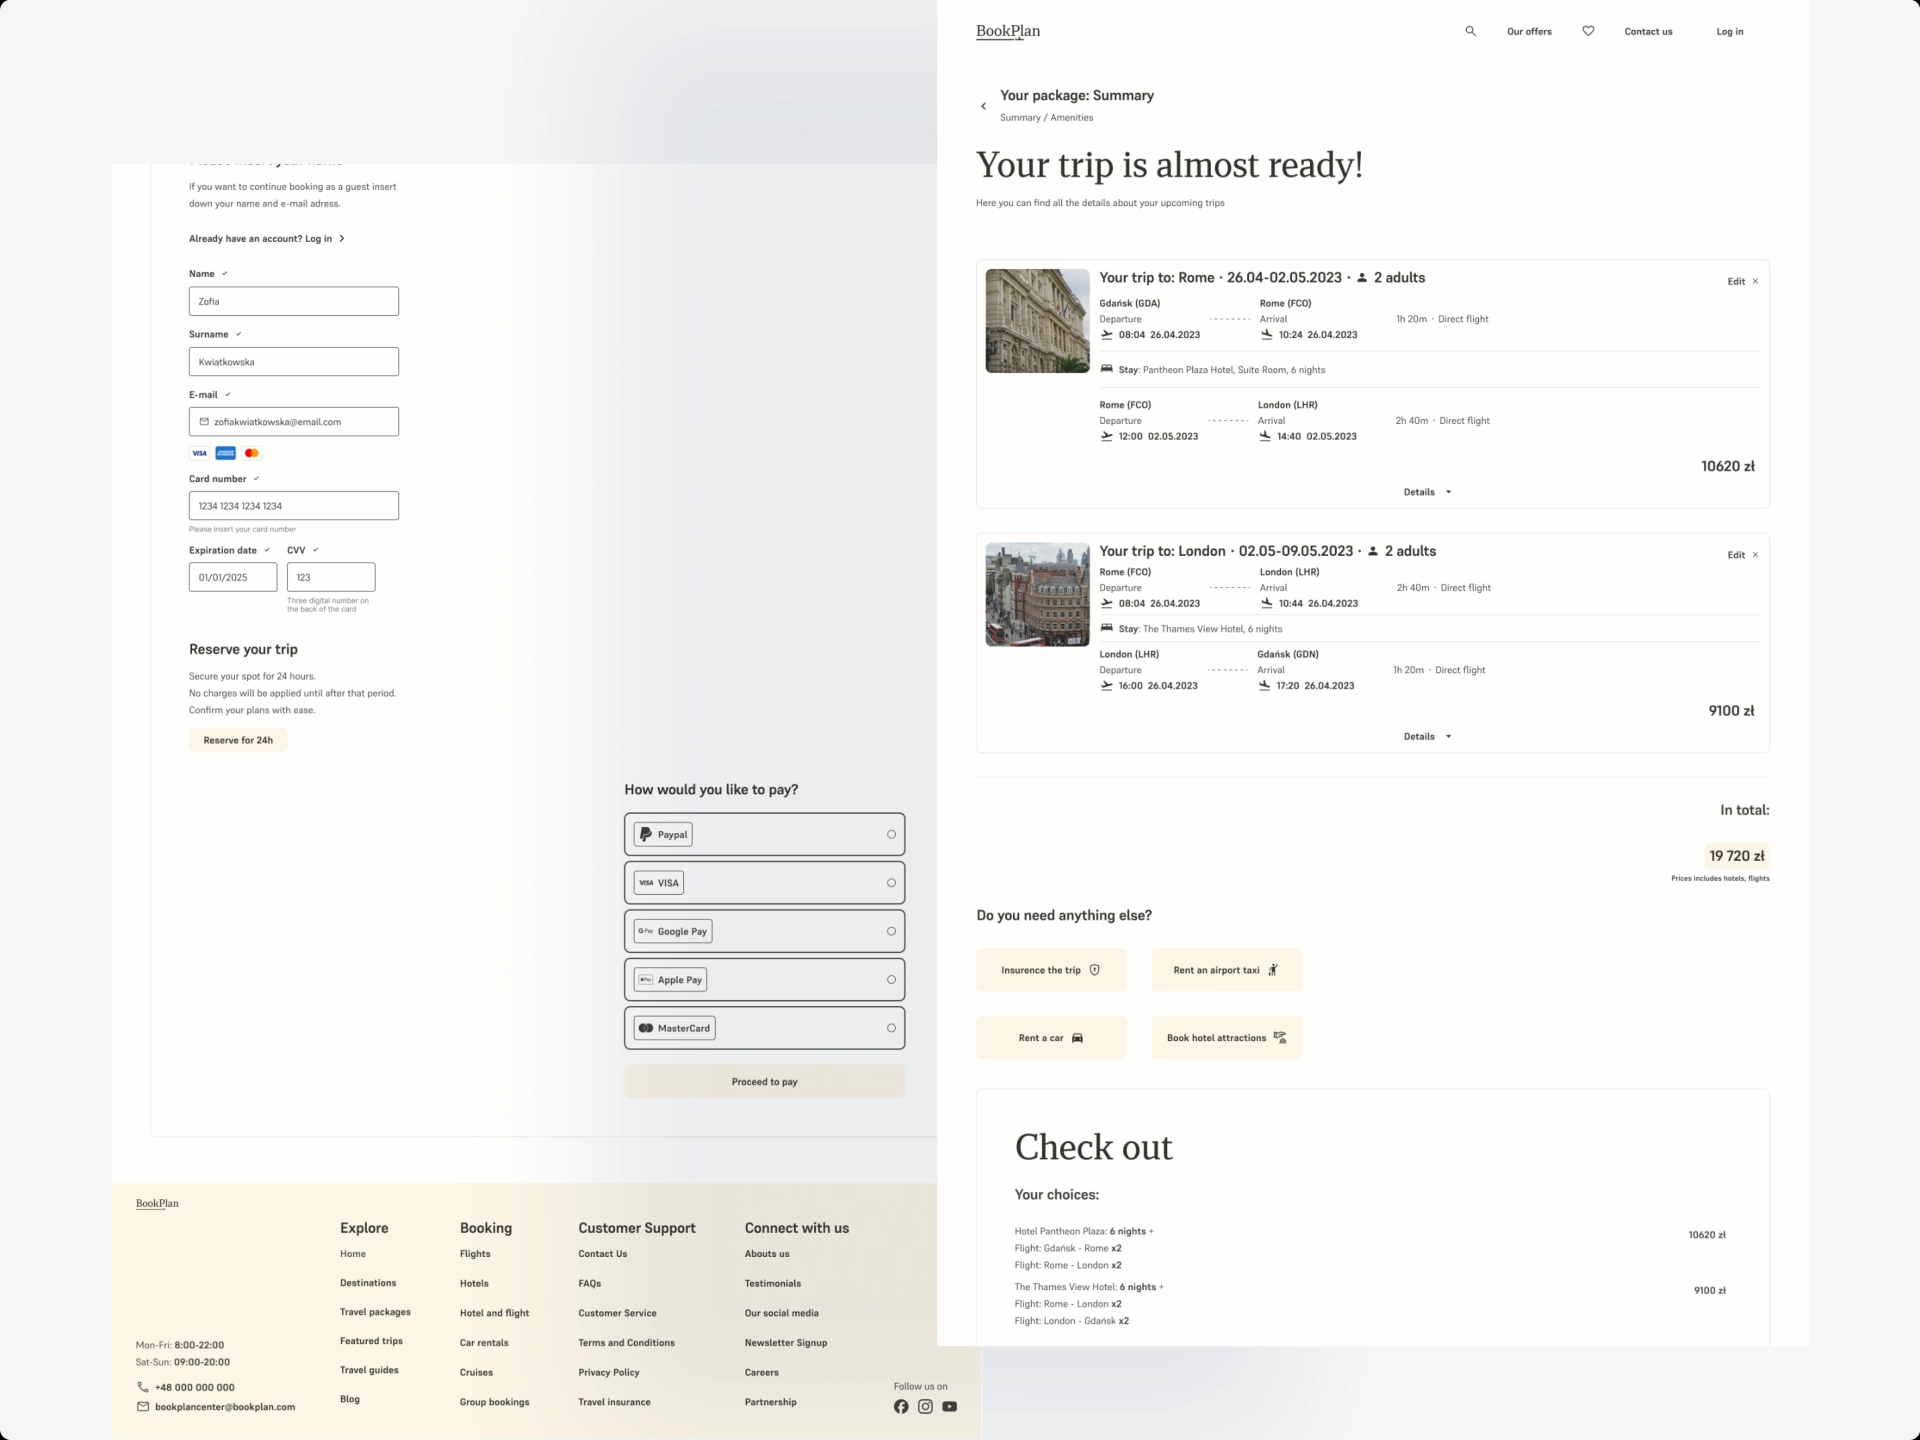 BookPlan
Our offers
Contact us
Log in
Your package: Summary
Summary / Amenities
Your trip is almost ready!
Here you can find all the details about your upcoming trips
Your trip to: Rome · 26.04-02.05.2023 · 2 adults
Edit ×
Gdańsk (GDA)
Rome (FCO)
Departure
Arrival
1h 20m · Direct flight
08:04 26.04.2023
10:24 26.04.2023
Stay: Pantheon Plaza Hotel, Suite Room, 6 nights
Rome (FCO)
London (LHR)
Departure
Arrival
2h 40m · Direct flight
12:00 02.05.2023
14:40 02.05.2023
10620 zł
Details
Your trip to: London · 02.05-09.05.2023 · 2 adults
Edit ×
Rome (FCO)
London (LHR)
Departure
Arrival
2h 40m · Direct flight
08:04 26.04.2023
10:44 26.04.2023
Stay: The Thames View Hotel, 6 nights
London (LHR)
Gdańsk (GDN)
Departure
Arrival
1h 20m · Direct flight
16:00 26.04.2023
17:20 26.04.2023
9100 zł
Details
In total:
19 720 zł
Prices includes hotels, flights
Do you need anything else?
Insurence the trip
Rent an airport taxi
Rent a car
Book hotel attractions
Check out
Your choices:
Hotel Pantheon Plaza: 6 nights +
10620 zł
Flight: Gdańsk - Rome x2
Flight: Rome - London x2
The Thames View Hotel: 6 nights +
9100 zł
Flight: Rome - London x2
Flight: London - Gdańsk x2
If you want to continue booking as a guest insert
down your name and e-mail adress.
Already have an account? Log in
Name
Zofia
Surname
Kwiatkowska
E-mail
zofiakwiatkowska@email.com
VISA
Card number
1234 1234 1234 1234
Please insert your card number
Expiration date
CVV
01/01/2025
123
Three digital number on
the back of the card
Reserve your trip
Secure your spot for 24 hours.
No charges will be applied until after that period.
Confirm your plans with ease.
Reserve for 24h
How would you like to pay?
Paypal
VISA VISA
G Pay Google Pay
Apple Pay
MasterCard
Proceed to pay
BookPlan
Mon-Fri: 8:00-22:00
Sat-Sun: 09:00-20:00
+48 000 000 000
bookplancenter@bookplan.com
Explore
Home
Destinations
Travel packages
Featured trips
Travel guides
Blog
Booking
Flights
Hotels
Hotel and flight
Car rentals
Cruises
Group bookings
Customer Support
Contact Us
FAQs
Customer Service
Terms and Conditions
Privacy Policy
Travel insurance
Connect with us
Abouts us
Testimonials
Our social media
Newsletter Signup
Careers
Partnership
Follow us on